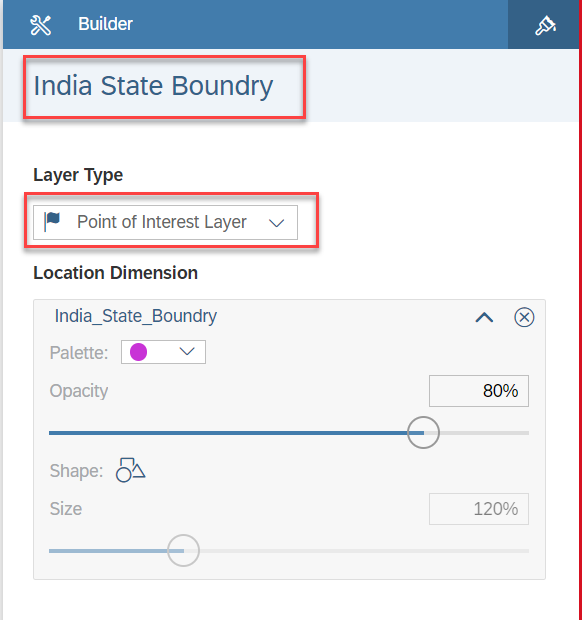 Builder
India State Boundry
Layer Type
Point of Interest Layer
Location Dimension
India_State_Boundry
Palette:
Opacity 80%
Shape:
Size 120%